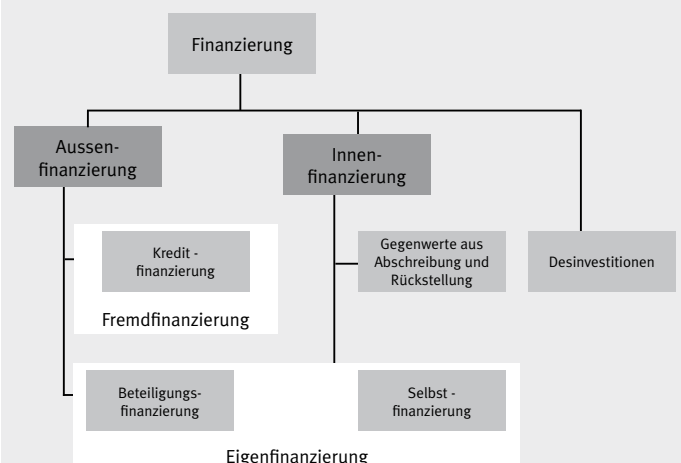 Finanzierung
Aussen-
finanzierung
Innen-
finanzierung
Kredit -
finanzierung
Gegenwerte aus
Abschreibung und
Rückstellung
Desinvestitionen
Fremdfinanzierung
Beteiligungs-
finanzierung
Selbst -
finanzierung
Eigenfinanzierung